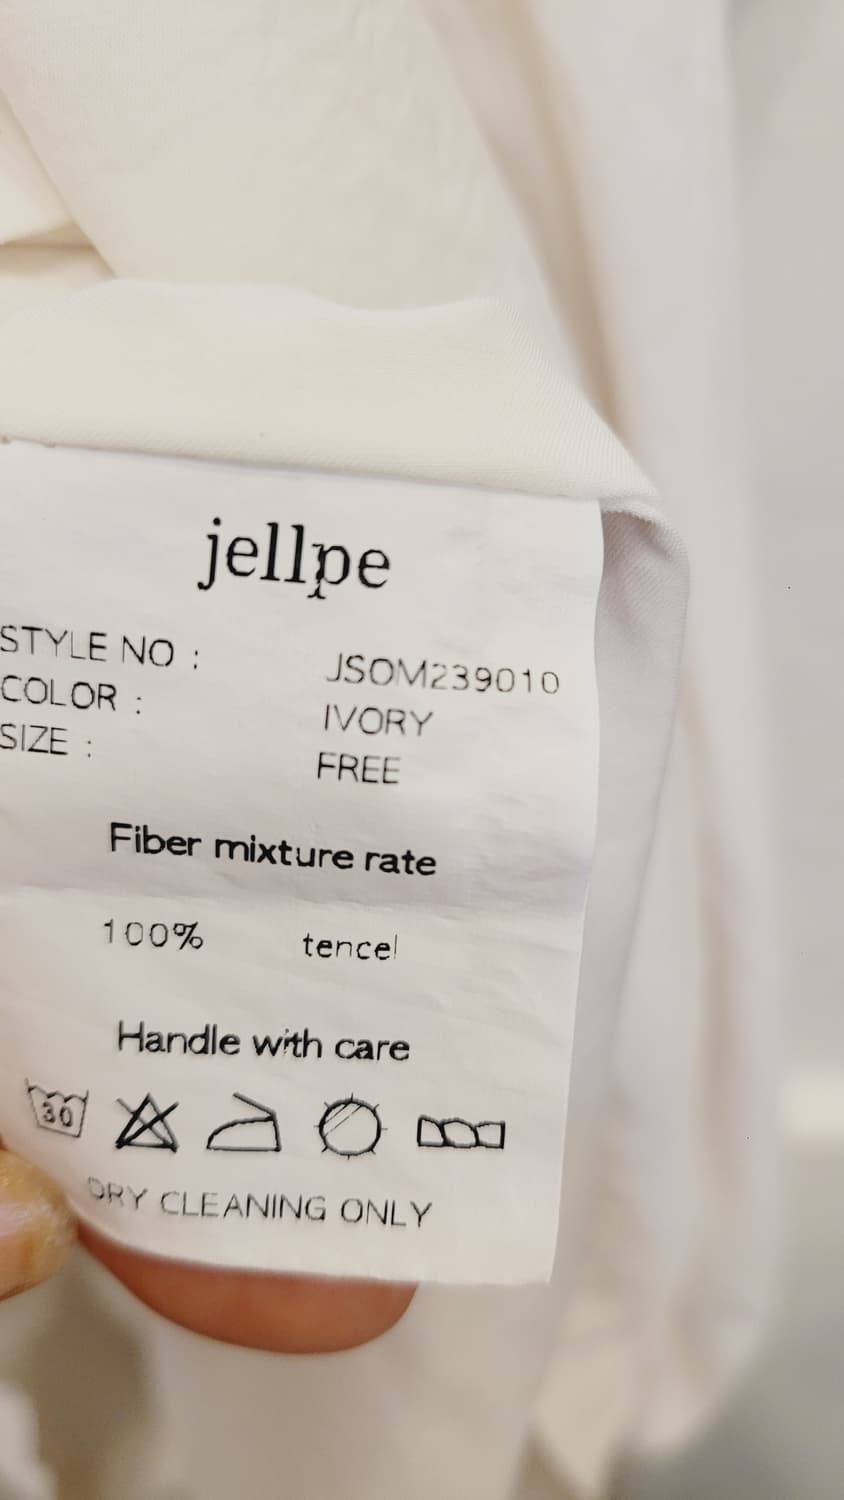 jellpe
STYLE NO : JSOM239010
COLOR : IVORY
SIZE : FREE
Fiber mixture rate
100% tencel
Handle with care
30
DRY CLEANING ONLY